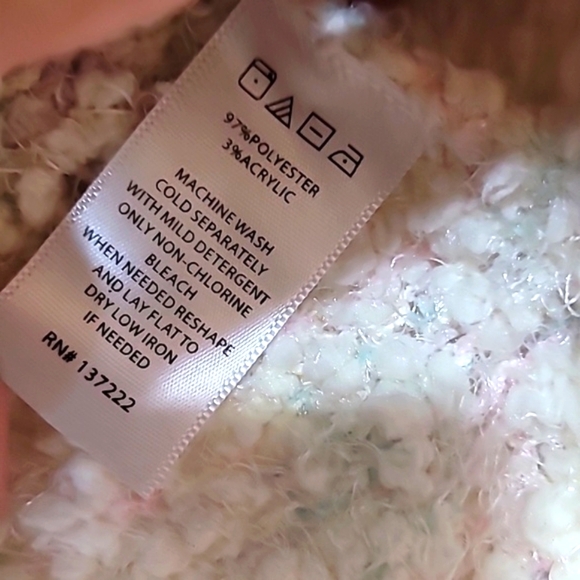 97%POLYESTER
3%ACRYLIC
MACHINE WASH
COLD SEPARATELY
WITH MILD DETERGENT
ONLY NON-CHLORINE
BLEACH
WHEN NEEDED RESHAPE
AND LAY FLAT TO
DRY LOW IRON
IF NEEDED
RN# 137222